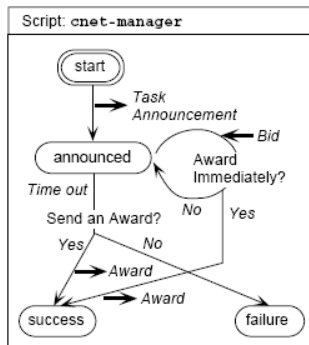 Script: cnet-manager
start
Task
Announcement
Bid
announced
Award
Immediately?
Time out
No
Yes
Send an Award?
Yes
No
Award
Award
success
failure